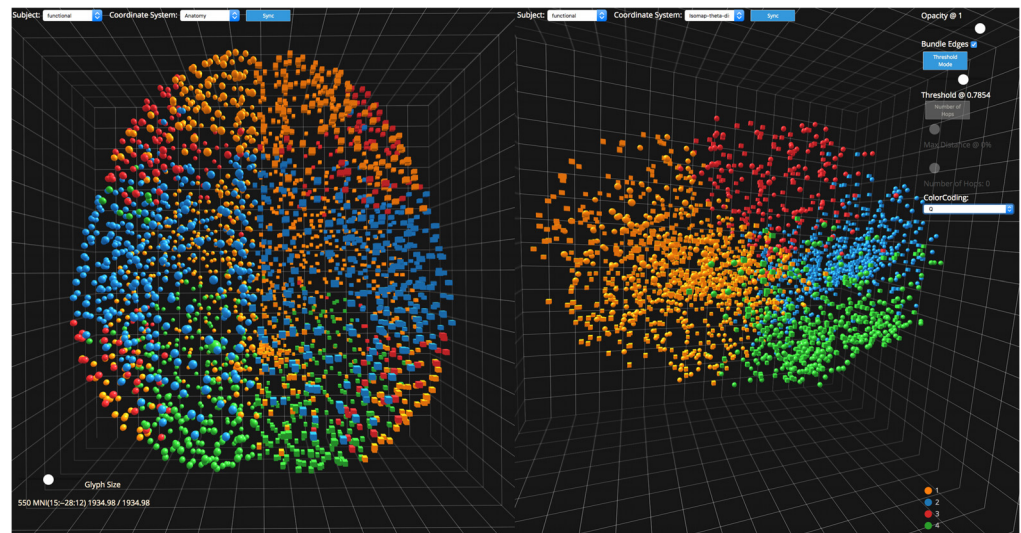 Subject: functional Coordinate System: Anatomy Sync
Subject: functional Coordinate System: Isomap-theta-di Sync
Opacity @ 1
Bundle Edges
Threshold
Mode
Threshold @ 0.7854
Number of
Hops
Max Distance @ 0%
Number of Hops: 0
ColorCoding:
Q
Glyph Size
550 MNI(15:−28:12) 1934.98 / 1934.98
1
2
3
4